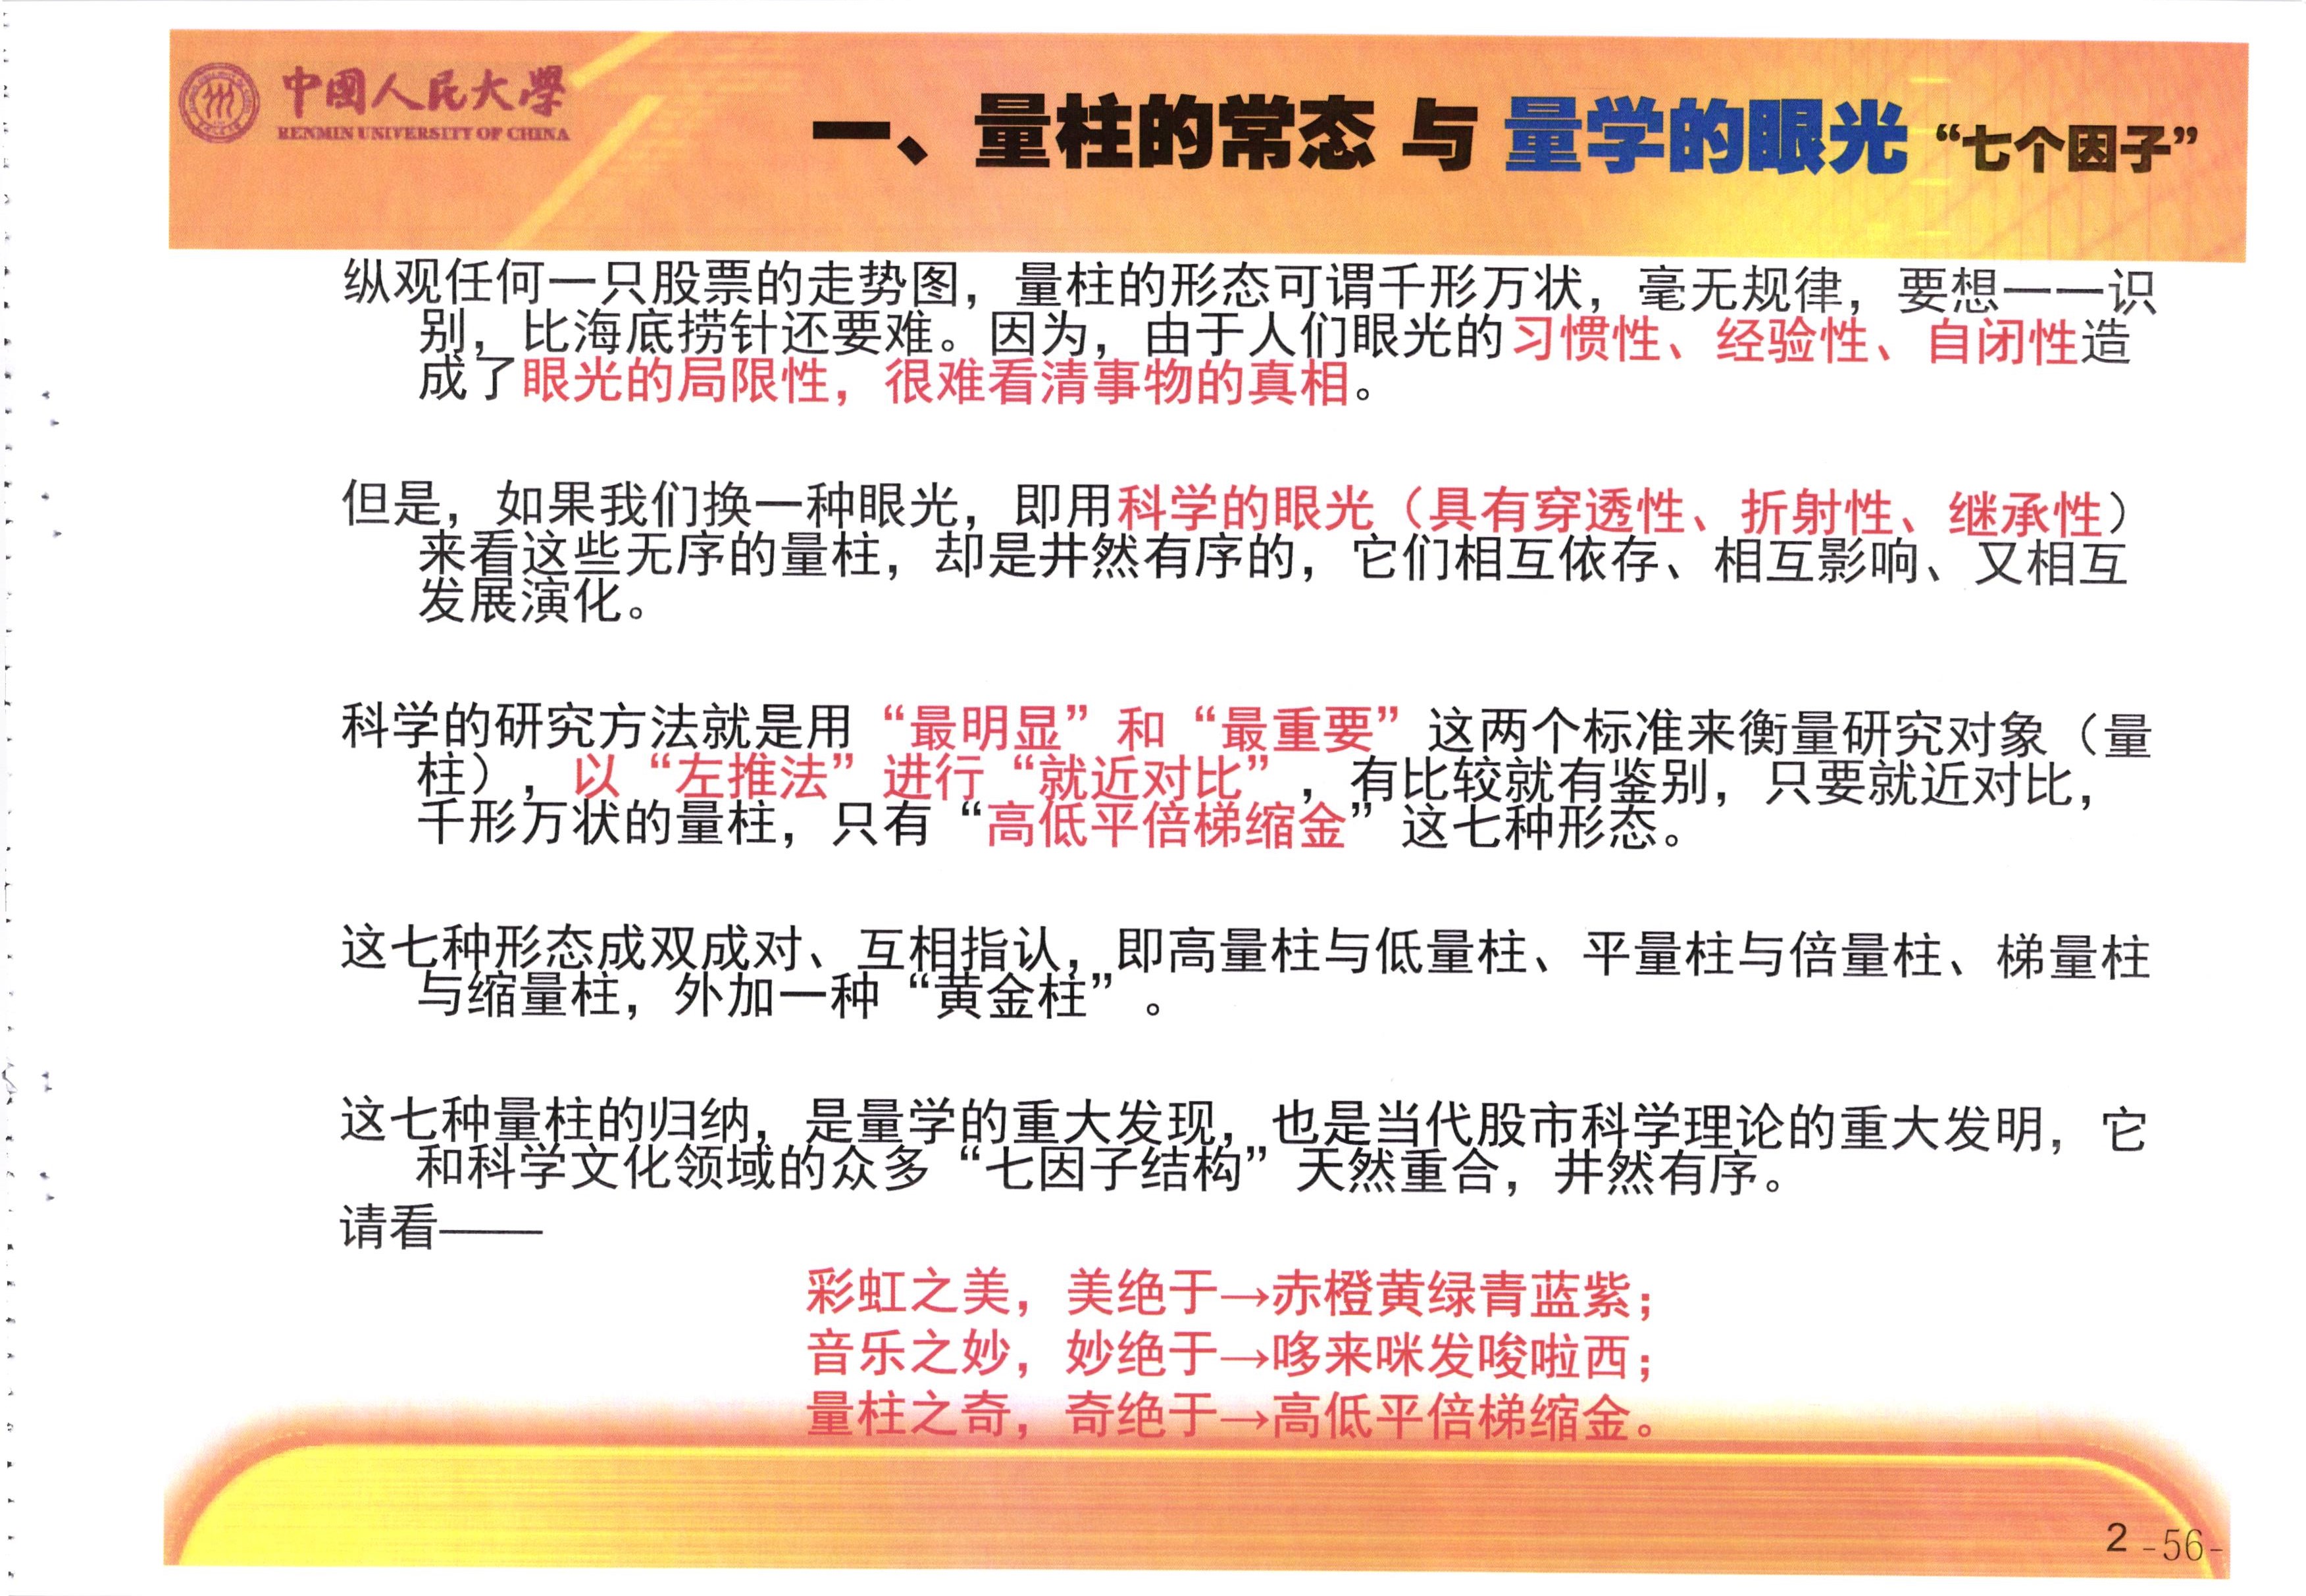 中國人民大學
RENMIN UNIVERSITY OF CHINA
一、量柱的常态 与 量学的眼光 “七个因子”
纵观任何一只股票的走势图，量柱的形态可谓千形万状，毫无规律，要想一一识
别，比海底捞针还要难。因为，由于人们眼光的习惯性、经验性、自闭性造
成了眼光的局限性，很难看清事物的真相。
但是，如果我们换一种眼光，即用科学的眼光（具有穿透性、折射性、继承性）
来看这些无序的量柱，却是井然有序的，它们相互依存、相互影响、又相互
发展演化。
科学的研究方法就是用“最明显”和“最重要”这两个标准来衡量研究对象（量
柱），以“左推法”进行“就近对比”，有比较就有鉴别，只要就近对比，
千形万状的量柱，只有“高低平倍梯缩金”这七种形态。
这七种形态成双成对、互相指认，即高量柱与低量柱、平量柱与倍量柱、梯量柱
与缩量柱，外加一种“黄金柱”。
这七种量柱的归纳，是量学的重大发现，也是当代股市科学理论的重大发明，它
和科学文化领域的众多“七因子结构”天然重合，井然有序。
请看——
彩虹之美，美绝于→赤橙黄绿青蓝紫；
音乐之妙，妙绝于→哆来咪发唆啦西；
量柱之奇，奇绝于→高低平倍梯缩金。
2 -56-